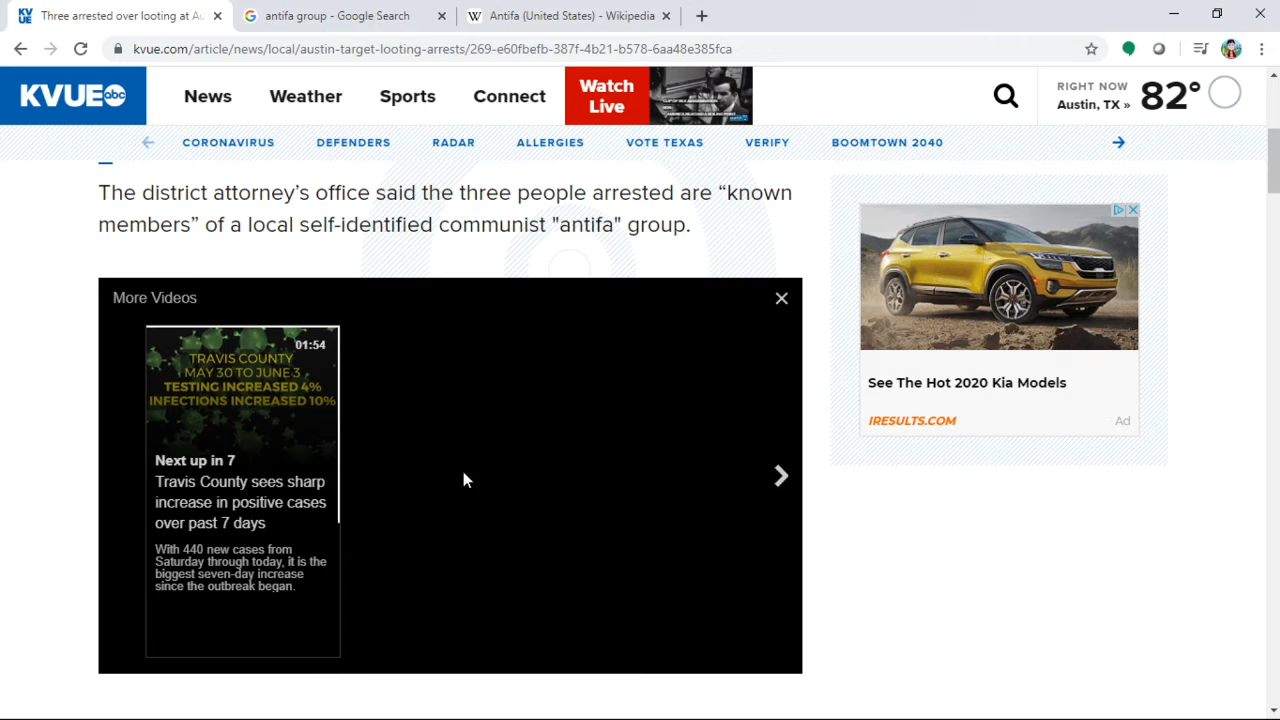 Three arrested over looting at Au
antifa group - Google Search
Antifa (United States) - Wikipedia
kvue.com/article/news/local/austin-target-looting-arrests/269-e60fbefb-387f-4b21-b578-6aa48e385fca
KVUE abc
News
Weather
Sports
Connect
Watch
Live
RIGHT NOW
Austin, TX »
82°
CORONAVIRUS
DEFENDERS
RADAR
ALLERGIES
VOTE TEXAS
VERIFY
BOOMTOWN 2040
The district attorney’s office said the three people arrested are “known
members” of a local self-identified communist "antifa" group.
More Videos
01:54
TRAVIS COUNTY
MAY 30 TO JUNE 3
TESTING INCREASED 4%
INFECTIONS INCREASED 10%
Next up in 7
Travis County sees sharp
increase in positive cases
over past 7 days
With 440 new cases from
Saturday through today, it is the
biggest seven-day increase
since the outbreak began.
See The Hot 2020 Kia Models
IRESULTS.COM
Ad